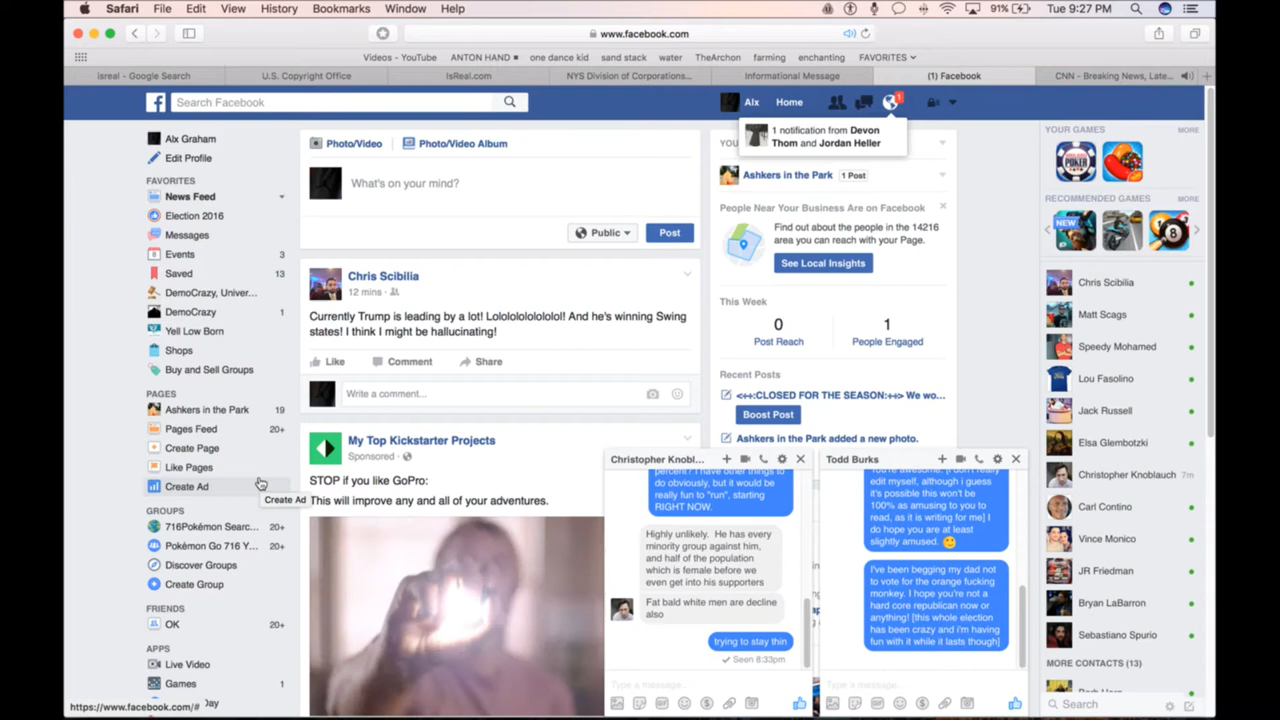 Safari File Edit View History Bookmarks Window Help 91% Tue 9:27 PM
www.facebook.com
Videos - YouTube ANTON HAND ■ one dance kid sand stack water TheArchon farming enchanting FAVORITES
isreal - Google Search U.S. Copyright Office IsReal.com NYS Division of Corporations... Informational Message (1) Facebook CNN - Breaking News, Late...
Search Facebook
Alx Home 1
1 notification from Devon
Thom and Jordan Heller
Alx Graham
Edit Profile
FAVORITES
News Feed
Election 2016
Messages
Events 3
Saved 13
DemoCrazy, Univer...
DemoCrazy 1
Yell Low Born
Shops
Buy and Sell Groups
PAGES
Ashkers in the Park 19
Pages Feed 20+
Create Page
Like Pages
Create Ad
Create Ad
GROUPS
716Pokémon Searc... 20+
Pokémon Go 716 Y... 20+
Discover Groups
Create Group
FRIENDS
OK 20+
APPS
Live Video
Games 1
https://www.facebook.com/#
Photo/Video Photo/Video Album
What's on your mind?
Public Post
Chris Scibilia
12 mns ·
Currently Trump is leading by a lot! Lolololololololol! And he's winning Swing
states! I think I might be hallucinating!
Like Comment Share
Write a comment...
My Top Kickstarter Projects
Sponsored ·
STOP if you like GoPro:
This will improve any and all of your adventures.
Ashkers in the Park 1 Post
People Near Your Business Are on Facebook
Find out about the people in the 14216
area you can reach with your Page.
See Local Insights
This Week
0 1
Post Reach People Engaged
Recent Posts
<++:CLOSED FOR THE SEASON:++> We wo...
Boost Post
Ashkers in the Park added a new photo.
Christopher Knobl...
percent? I have other things to
do obviously, but it would be
really fun to "run", starting
RIGHT NOW.
Highly unlikely. He has every
minority group against him,
and half of the population
which is female before we
even get into his supporters
Fat bald white men are decline
also
trying to stay thin
Seen 8:33pm
Type a message...
Todd Burks
You're awesome. [I don't really
edit myself, although i guess
it's possible this won't be
100% as amusing to you to
read, as it is writing for me] I
do hope you are at least
slightly amused.
I've been begging my dad not
to vote for the orange fucking
monkey. I hope you're not a
hard core republican now or
anything! [this whole election
has been crazy and i'm having
fun with it while it lasts though]
Type a message...
YOUR GAMES MORE
RECOMMENDED GAMES MORE
NEW
8
Chris Scibilia
Matt Scags
Speedy Mohamed
Lou Fasolino
Jack Russell
Elsa Glembotzki
Christopher Knoblauch 7m
Carl Contino
Vince Monico
JR Friedman
Bryan LaBarron
Sebastiano Spurio
MORE CONTACTS (13)
Search